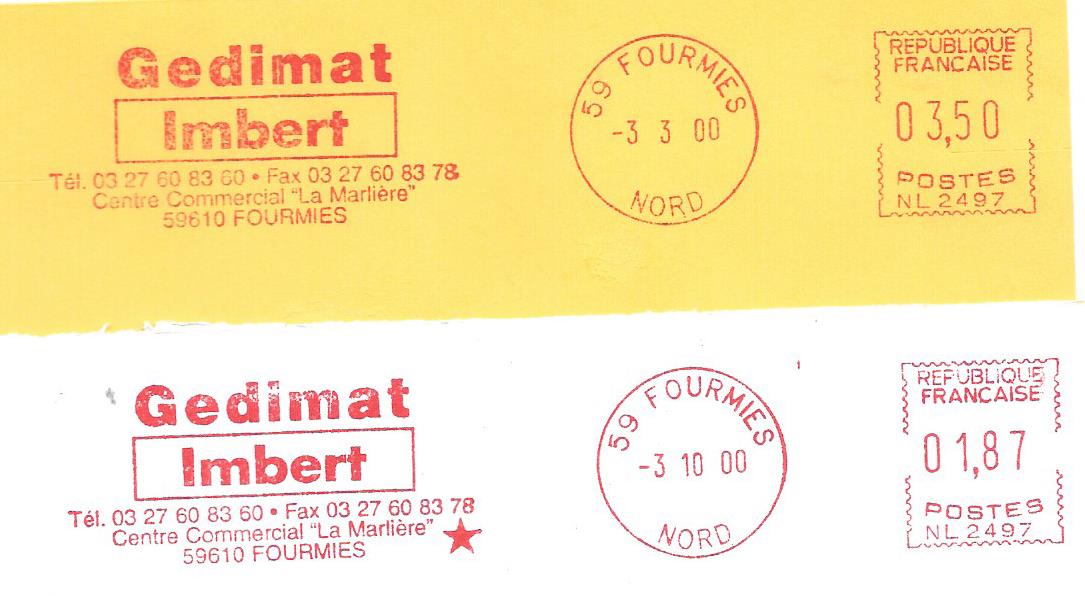 Gedimat
Imbert
Tél. 03 27 60 83 60 • Fax 03 27 60 83 78
Centre Commercial "La Marlière"
59610 FOURMIES
59 FOURMIES
-3 3 00
NORD
REPUBLIQUE
FRANCAISE
03,50
POSTES
NL 2497
Gedimat
Imbert
Tél. 03 27 60 83 60 • Fax 03 27 60 83 78
Centre Commercial "La Marlière"
59610 FOURMIES
59 FOURMIES
-3 10 00
NORD
REPUBLIQUE
FRANCAISE
01,87
POSTES
NL 2497